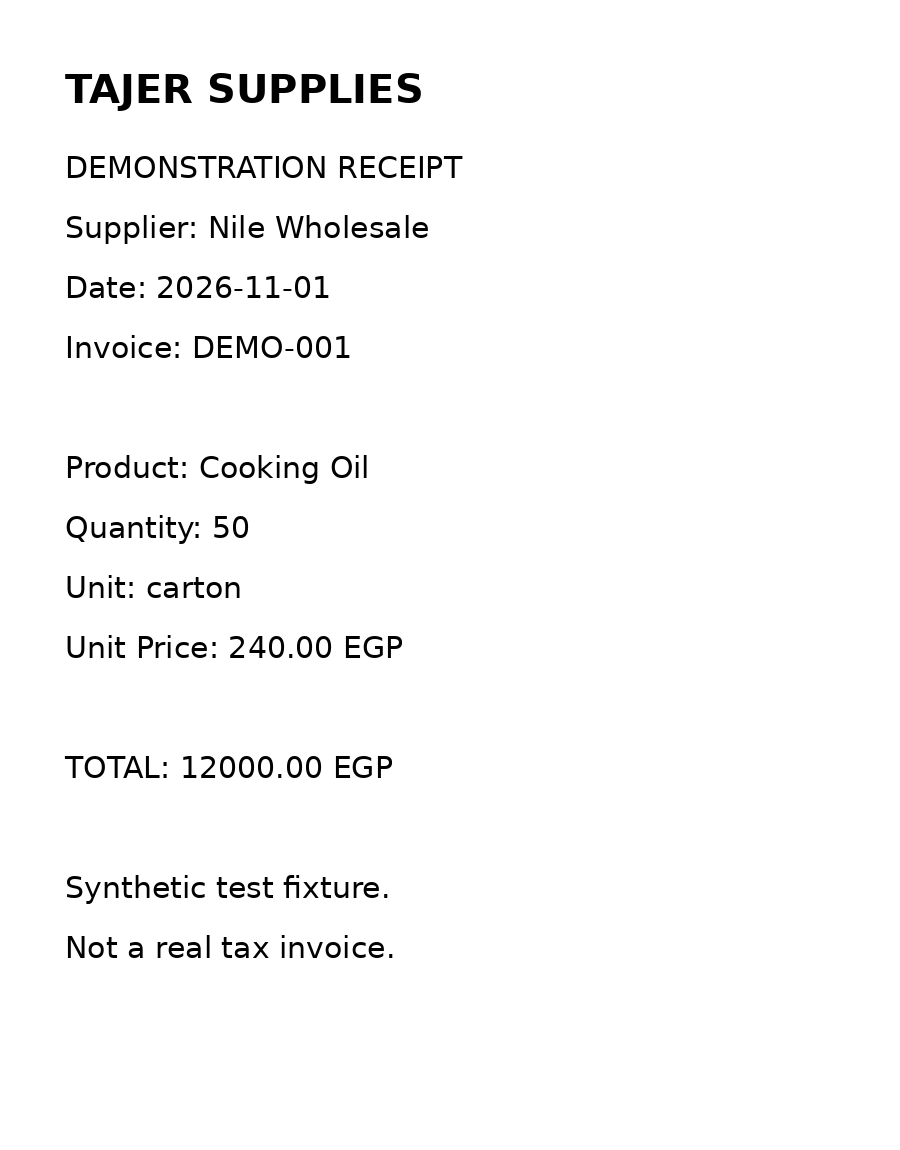 TAJER SUPPLIES
DEMONSTRATION RECEIPT
Supplier: Nile Wholesale
Date: 2026-11-01
Invoice: DEMO-001
Product: Cooking Oil
Quantity: 50
Unit: carton
Unit Price: 240.00 EGP
TOTAL: 12000.00 EGP
Synthetic test fixture.
Not a real tax invoice.